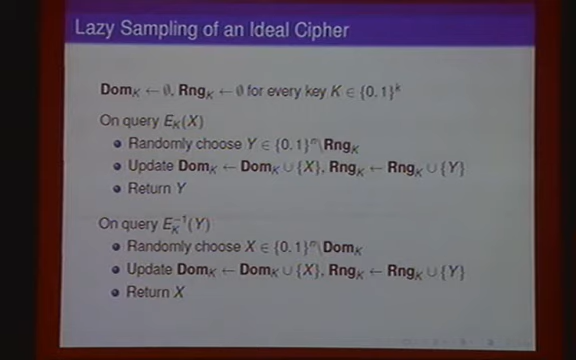 Lazy Sampling of an Ideal Cipher
Dom_K ← ∅, Rng_K ← ∅ for every key K ∈ {0, 1}^k
On query E_K(X)
• Randomly choose Y ∈ {0, 1}^n\Rng_K
• Update Dom_K ← Dom_K ∪ {X}, Rng_K ← Rng_K ∪ {Y}
• Return Y
On query E_K^{-1}(Y)
• Randomly choose X ∈ {0, 1}^n\Dom_K
• Update Dom_K ← Dom_K ∪ {X}, Rng_K ← Rng_K ∪ {Y}
• Return X